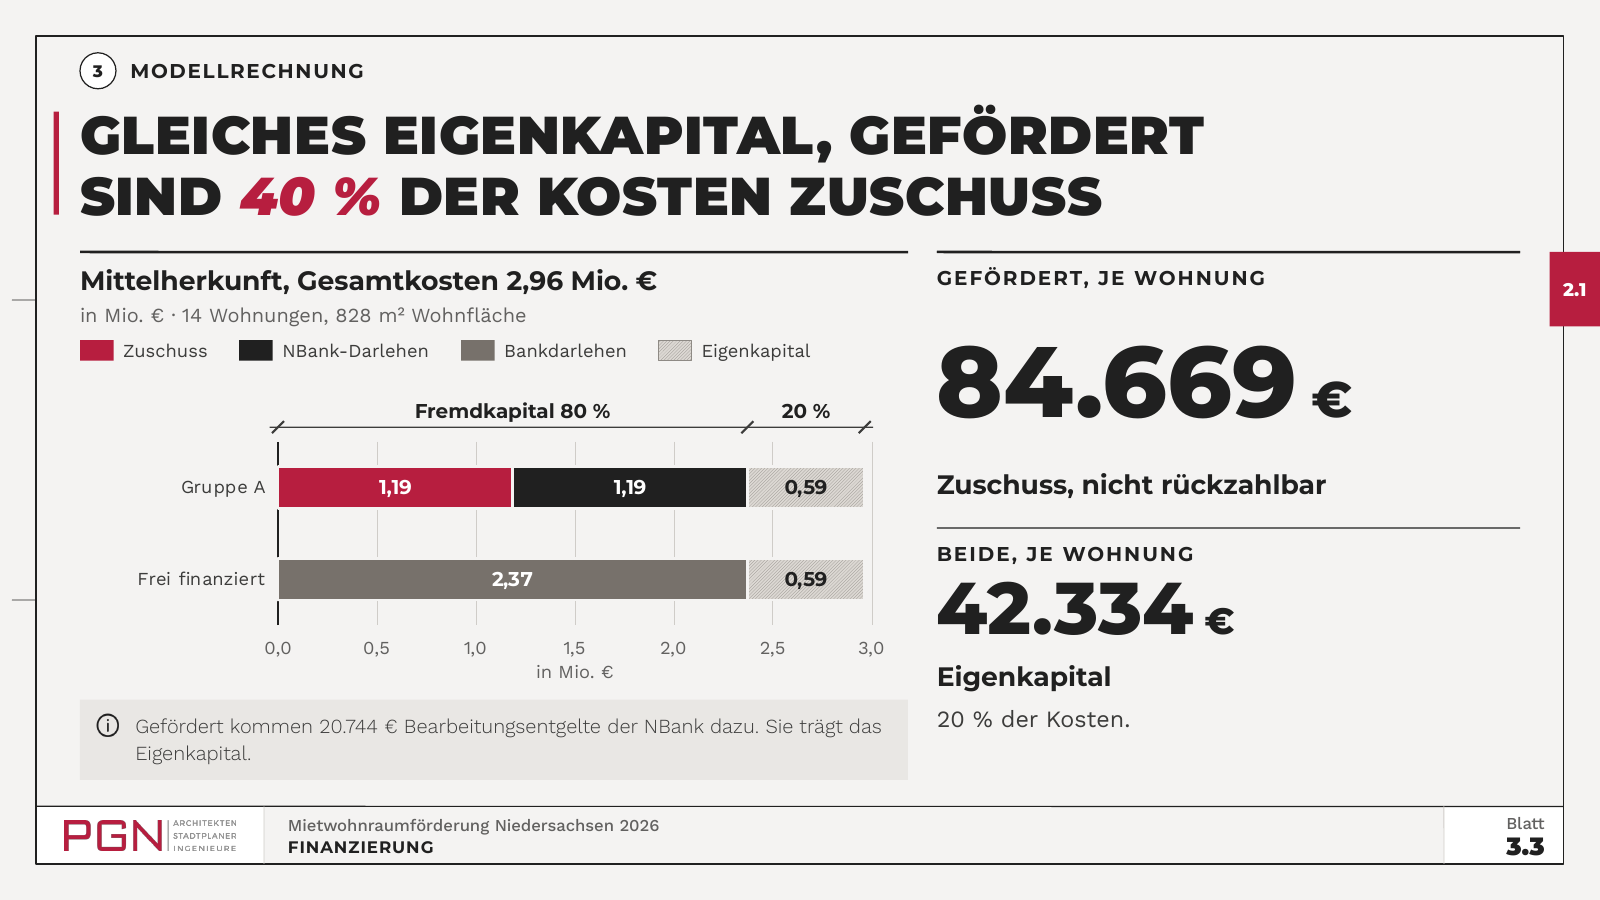 3 MODELLRECHNUNG
GLEICHES EIGENKAPITAL, GEFÖRDERT
SIND 40 % DER KOSTEN ZUSCHUSS
Mittelherkunft, Gesamtkosten 2,96 Mio. €
in Mio. € · 14 Wohnungen, 828 m² Wohnfläche
Zuschuss NBank-Darlehen Bankdarlehen Eigenkapital
Fremdkapital 80 % 20 %
Gruppe A 1,19 1,19 0,59
Frei finanziert 2,37 0,59
0,0 0,5 1,0 1,5 2,0 2,5 3,0
in Mio. €
Gefördert kommen 20.744 € Bearbeitungsentgelte der NBank dazu. Sie trägt das
Eigenkapital.
GEFÖRDERT, JE WOHNUNG
84.669 €
Zuschuss, nicht rückzahlbar
BEIDE, JE WOHNUNG
42.334 €
Eigenkapital
20 % der Kosten.
2.1
PGN
ARCHITEKTEN
STADTPLANER
INGENIEURE
Mietwohnraumförderung Niedersachsen 2026
FINANZIERUNG
Blatt
3.3